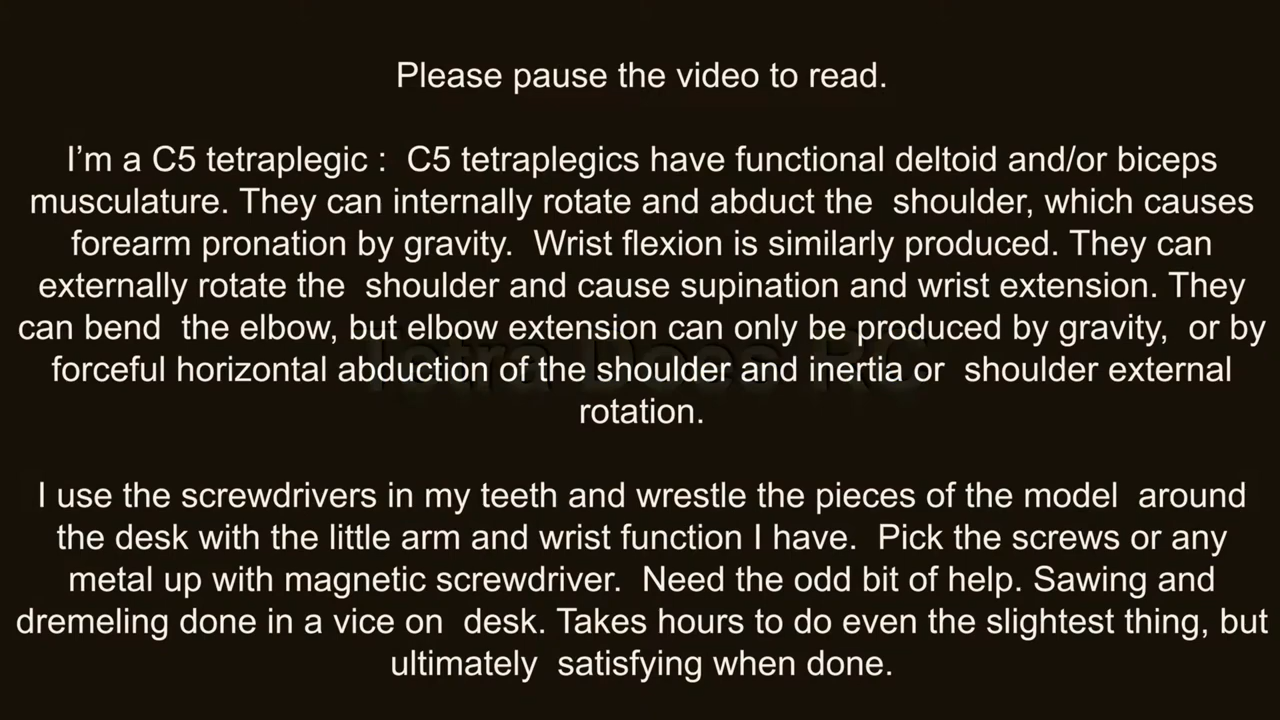 Please pause the video to read.
I'm a C5 tetraplegic :  C5 tetraplegics have functional deltoid and/or biceps
musculature. They can internally rotate and abduct the  shoulder, which causes
forearm pronation by gravity.  Wrist flexion is similarly produced. They can
externally rotate the  shoulder and cause supination and wrist extension. They
can bend  the elbow, but elbow extension can only be produced by gravity,  or by
forceful horizontal abduction of the shoulder and inertia or  shoulder external
rotation.
Tetra Does RC
I use the screwdrivers in my teeth and wrestle the pieces of the model  around
the desk with the little arm and wrist function I have.  Pick the screws or any
metal up with magnetic screwdriver.  Need the odd bit of help. Sawing and
dremeling done in a vice on  desk. Takes hours to do even the slightest thing, but
ultimately  satisfying when done.